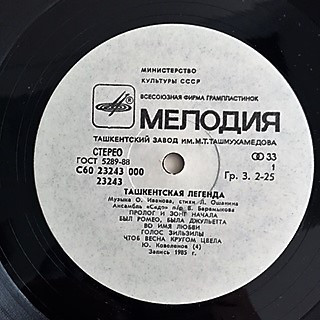 МИНИСТЕРСТВО
КУЛЬТУРЫ СССР
ВСЕСОЮЗНАЯ ФИРМА ГРАМПЛАСТИНОК
МЕЛОДИЯ
ТАШКЕНТСКИЙ ЗАВОД ИМ. М.Т. ТАШМУХАМЕДОВА
СТЕРЕО
ГОСТ 5289-88
С60 23243 000
23243
33
1
Гр. 3. 2-25
ТАШКЕНТСКАЯ ЛЕГЕНДА
Музыка О. Иванова, стихи Л. Ошанина
Ансамбль «Садо» п/р
ПРОЛОГ И ЗОНГ НАЧАЛА
БЫЛ РОМЕО, БЫЛА ДЖУЛЬЕТТА
ВО ИМЯ ЛЮБВИ
ГОЛОС ЗИЛЬЗИЛЫ
ЧТОБ ВЕСНА КРУГОМ ЦВЕЛА
Ю. (4)
Запись 1985 г.